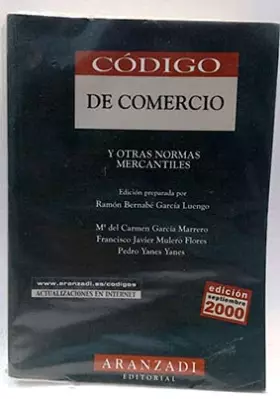 CÓDIGO
DE COMERCIO
Y OTRAS NORMAS
MERCANTILES
Edición preparada por
Ramón Bernabé García Luengo
Mª del Carmen García Marrero
Francisco Javier Mulero Flores
Pedro Yanes Yanes
www.aranzadi.es/codigos
ACTUALIZACIONES EN INTERNET
edición
septiembre
2000
ARANZADI
EDITORIAL